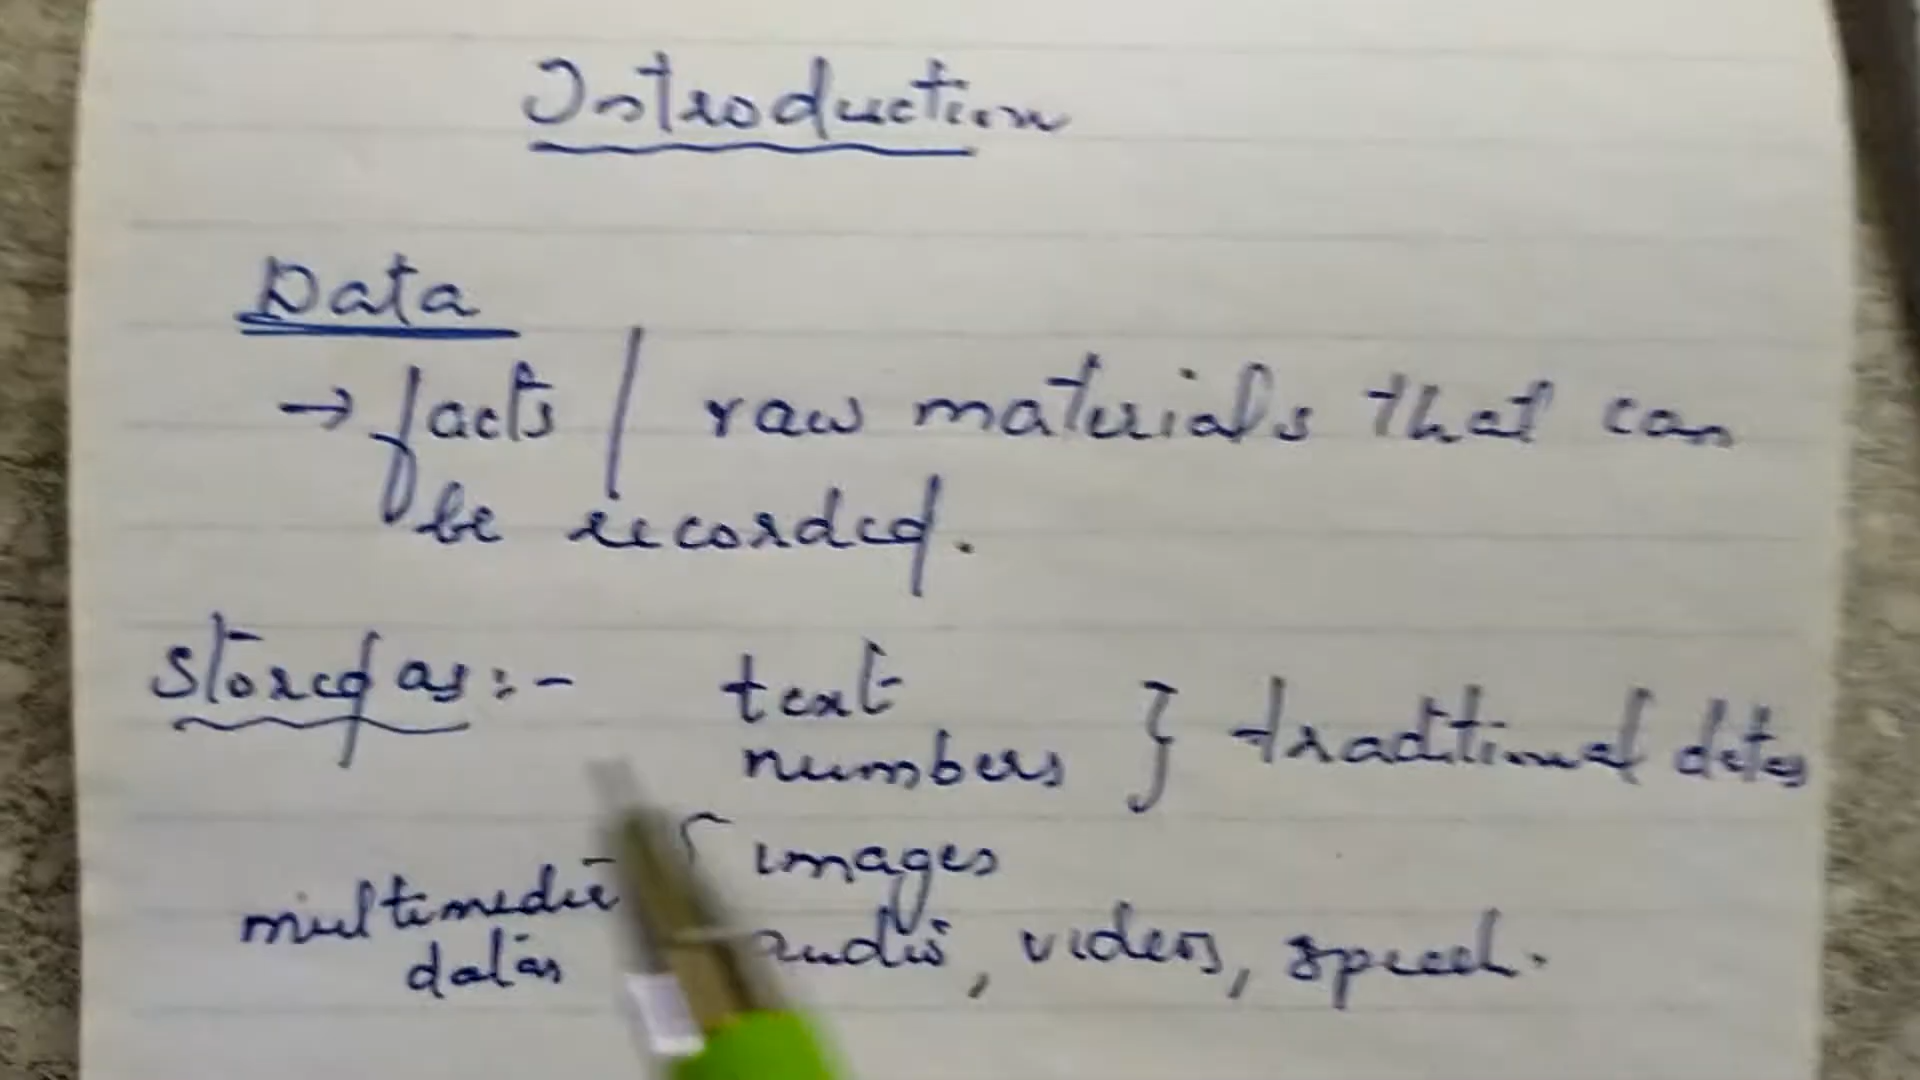 Introduction
Data
→ facts / raw materials that can
be recorded.
Stored as :- text
numbers } traditional datas
multimedia { images
datas audio, videos, speech.